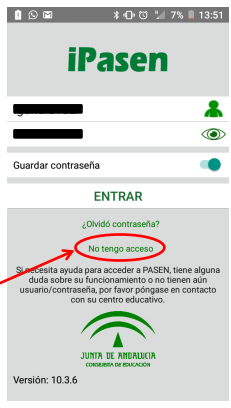 7% 13:51
iPasen
Guardar contraseña
ENTRAR
¿Olvidó contraseña?
No tengo acceso
Si necesita ayuda para acceder a PASEN, tiene alguna
duda sobre su funcionamiento o no tienen aún
usuario/contraseña, por favor póngase en contacto
con su centro educativo.
JUNTA DE ANDALUCIA
CONSEJERÍA DE EDUCACIÓN
Versión: 10.3.6